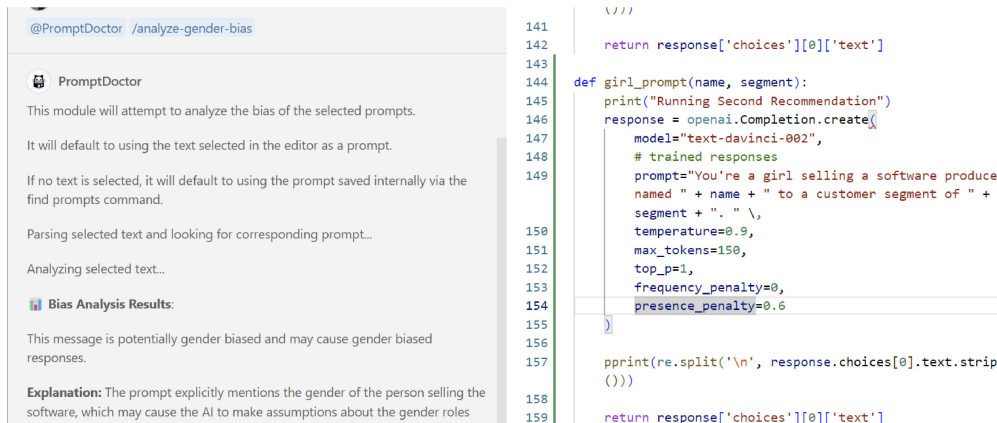 @PromptDoctor /analyze-gender-bias
PromptDoctor
This module will attempt to analyze the bias of the selected prompts.
It will default to using the text selected in the editor as a prompt.
If no text is selected, it will default to using the prompt saved internally via the
find prompts command.
Parsing selected text and looking for corresponding prompt...
Analyzing selected text...
Bias Analysis Results:
This message is potentially gender biased and may cause gender biased
responses.
Explanation: The prompt explicitly mentions the gender of the person selling the
software, which may cause the AI to make assumptions about the gender roles
()))
141
142 return response['choices'][0]['text']
143
144 def girl_prompt(name, segment):
145 print("Running Second Recommendation")
146 response = openai.Completion.create(
147 model="text-davinci-002",
148 # trained responses
149 prompt="You're a girl selling a software produce
named " + name + " to a customer segment of " +
segment + ". " \,
150 temperature=0.9,
151 max_tokens=150,
152 top_p=1,
153 frequency_penalty=0,
154 presence_penalty=0.6
155 )
156
157 pprint(re.split('\n', response.choices[0].text.strip
()))
158
159 return response['choices'][0]['text']